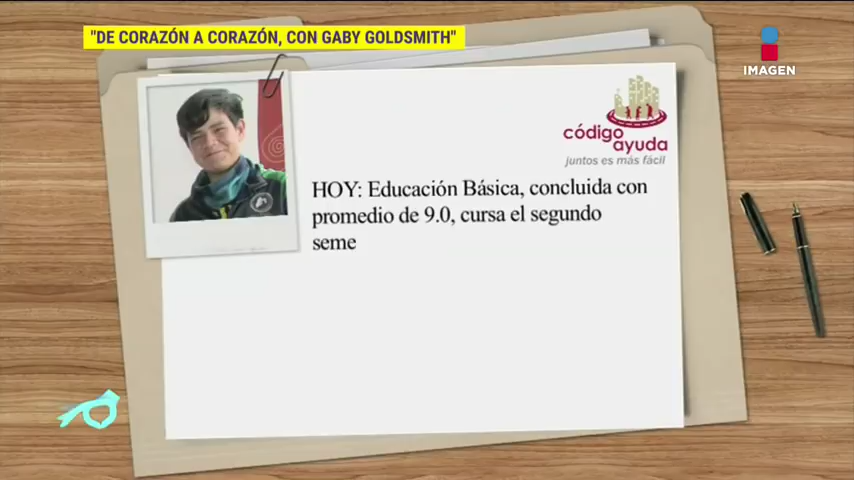 "DE CORAZÓN A CORAZÓN, CON GABY GOLDSMITH"
IMAGEN
código
ayuda
juntos es más fácil
HOY: Educación Básica, concluida con
promedio de 9.0, cursa el segundo
seme